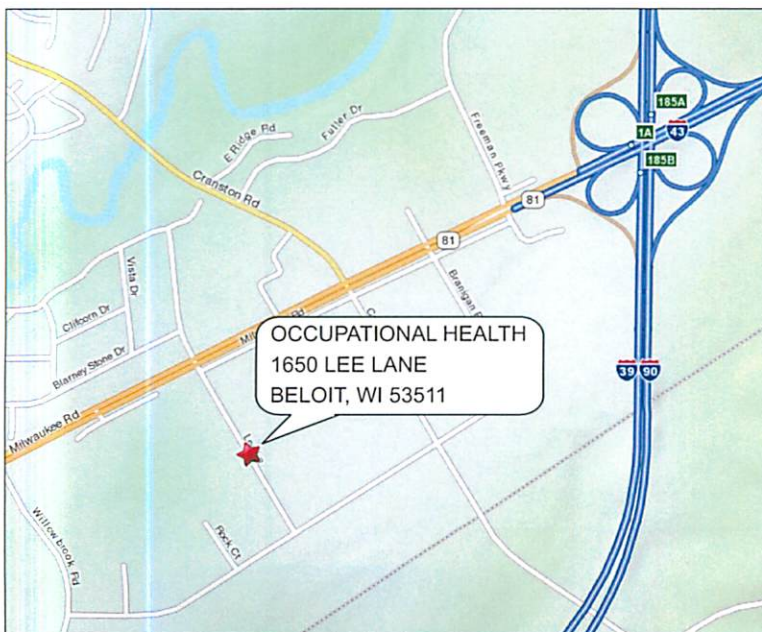 185A
1A
43
185B
Freeman Pkwy
Fuller Dr
E Ridge Rd
Cranston Rd
81
81
Vista Dr
Branigan
Clifcorn Dr
Blarney Stone Dr
OCCUPATIONAL HEALTH
1650 LEE LANE
BELOIT, WI 53511
39
90
Milwaukee Rd
Willowbrook Rd
Rock Ct